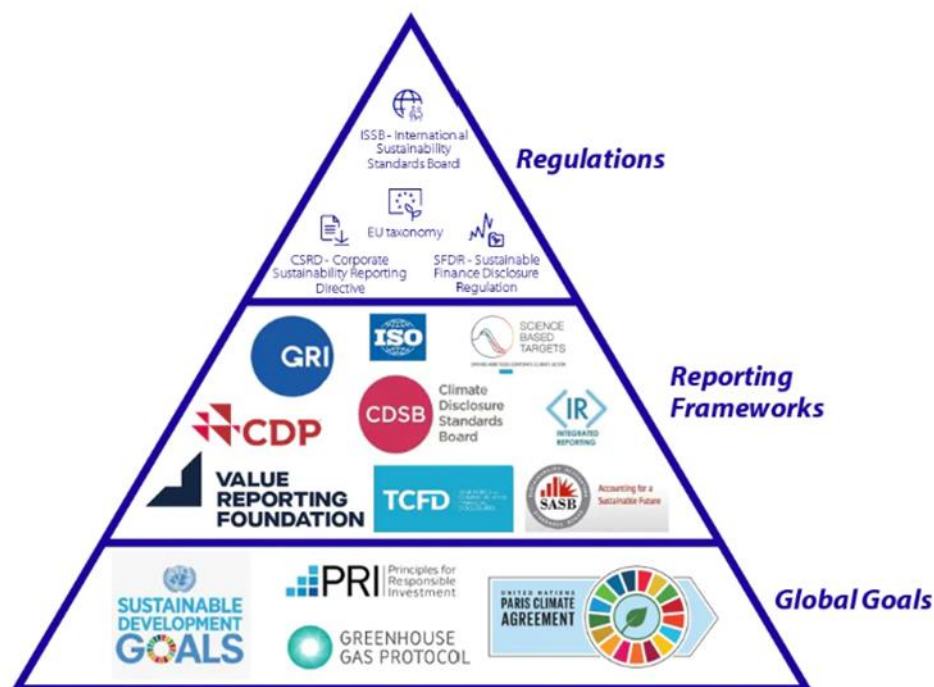 ISSB - International
Sustainability
Standards Board
Regulations
EU taxonomy
CSRD - Corporate
Sustainability Reporting
Directive
SFDR - Sustainable
Finance Disclosure
Regulation
GRI
ISO
SCIENCE
BASED
TARGETS
Reporting
Frameworks
CDP
CDSB
Climate
Disclosure
Standards
Board
IR
INTEGRATED
REPORTING
VALUE
REPORTING
FOUNDATION
TCFD
SASB
Accounting for a
Sustainable Future
SUSTAINABLE
DEVELOPMENT
GOALS
PRI
Principles for
Responsible
Investment
GREENHOUSE
GAS PROTOCOL
UNITED NATIONS
PARIS CLIMATE
AGREEMENT
Global Goals